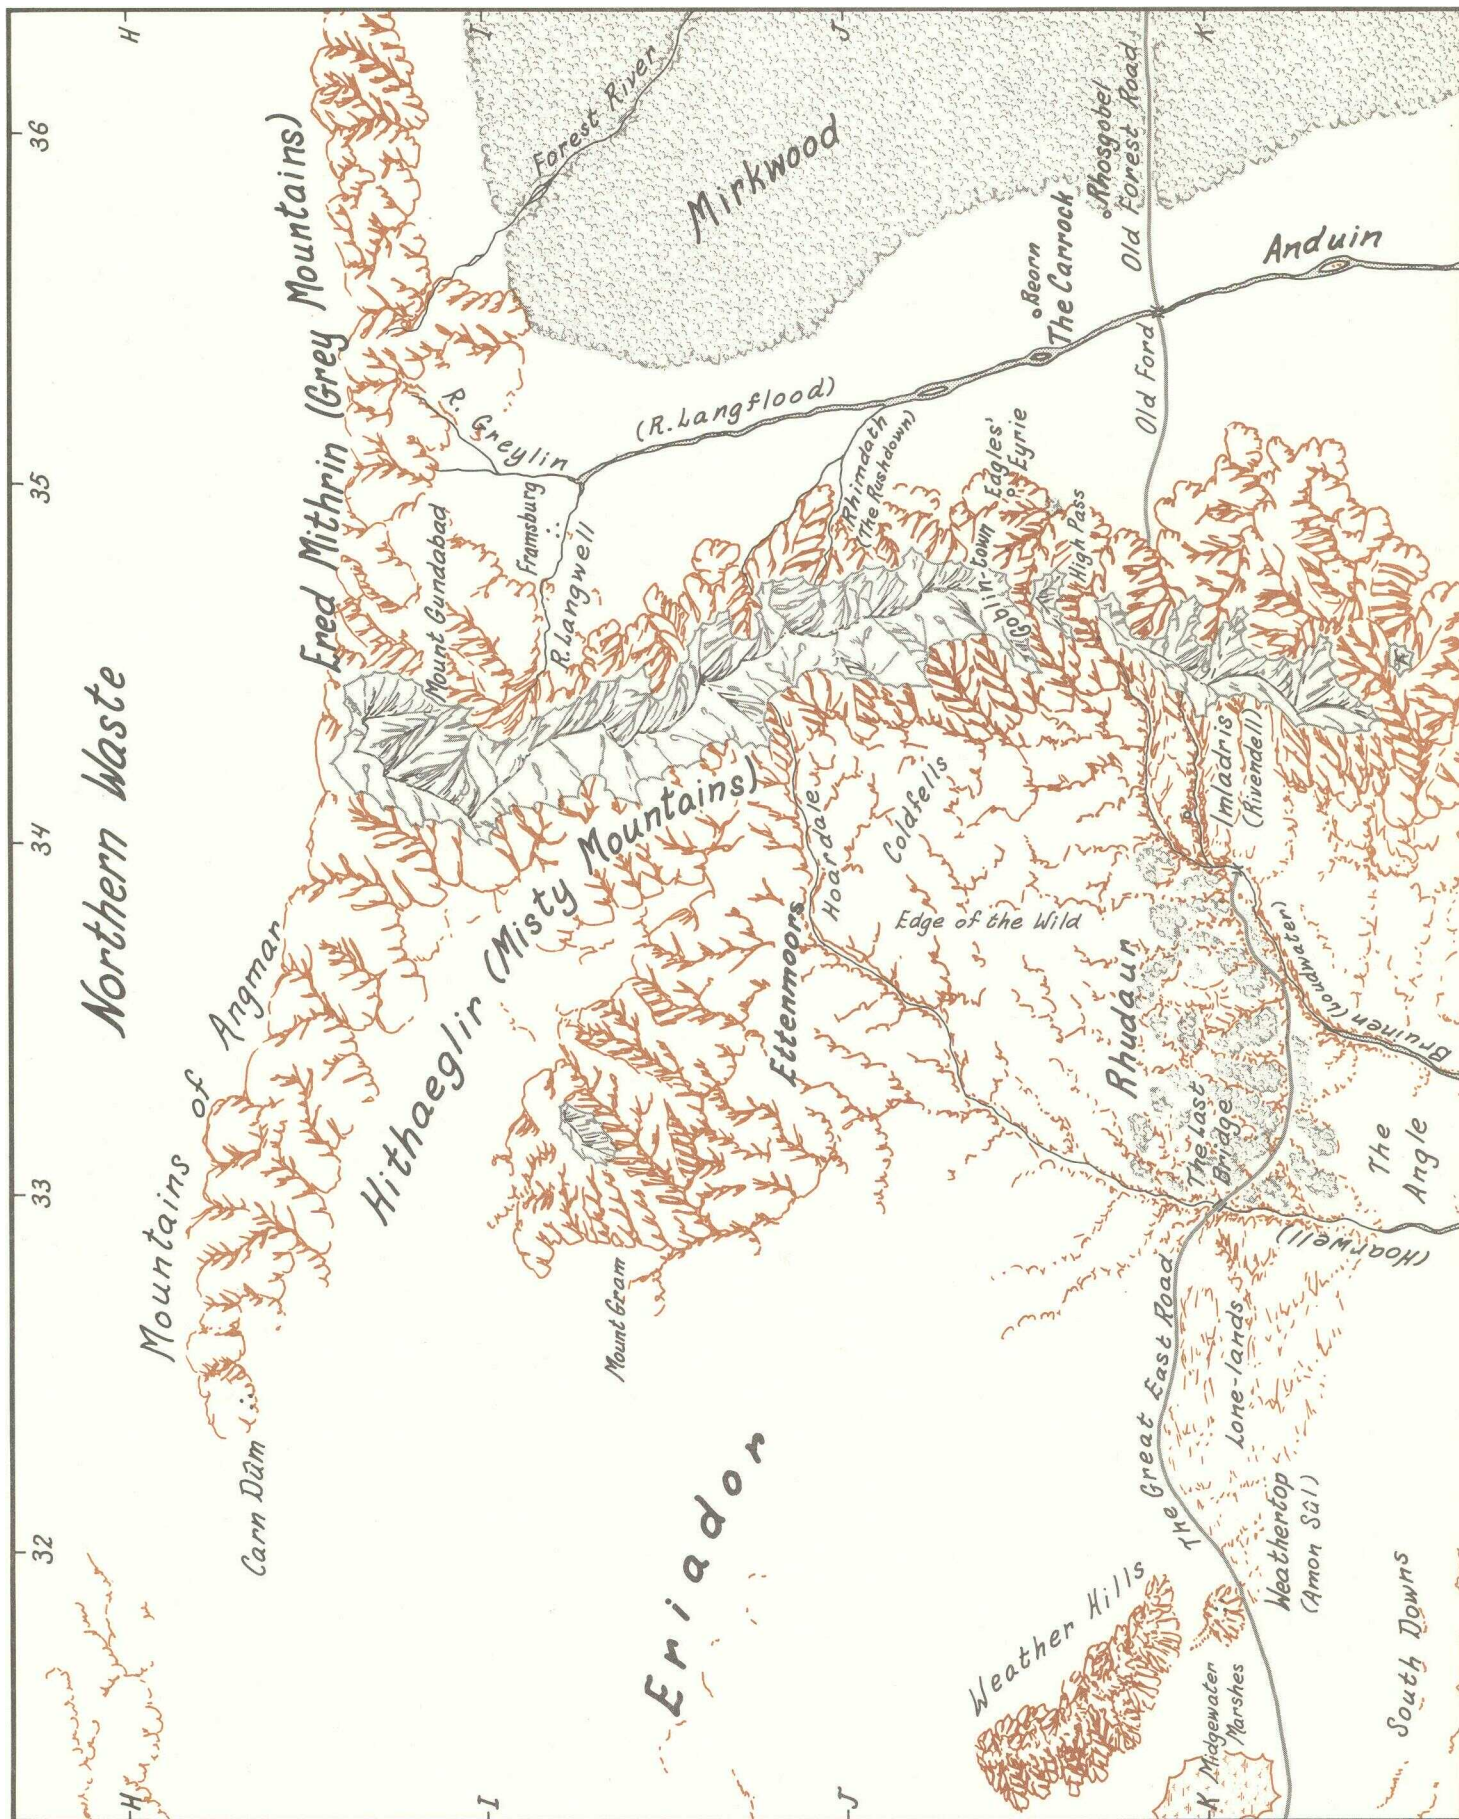 32
33
34
35
36
H
H
Northern Waste
Mountains of Angmar
Carn Dûm
Ered Mithrin (Grey Mountains)
Hithaeglir (Misty Mountains)
Mount Gundabad
R. Greylin
Framsburg
R. Langwell
I
I
Forest River
Mount Gram
Eriador
(R. Langflood)
Mirkwood
Ettenmoors
Hoardale
J
J
Rhimdath
(The Rushdown)
Coldfells
Edge of the Wild
Goblin-town
Eagles'
Eyrie
Beorn
The Carrock
High Pass
Rhosgobel
Old Ford
Old Forest Road
Old Forest Road
Weather Hills
Rhudaur
The Great East Road
The Last
Bridge
K
K
Imladris
(Rivendell)
Anduin
Midgewater
Marshes
Lone-lands
Weathertop
(Amon Sûl)
Bruinen (Loudwater)
The
Angle
(Hoarwell)
South Downs